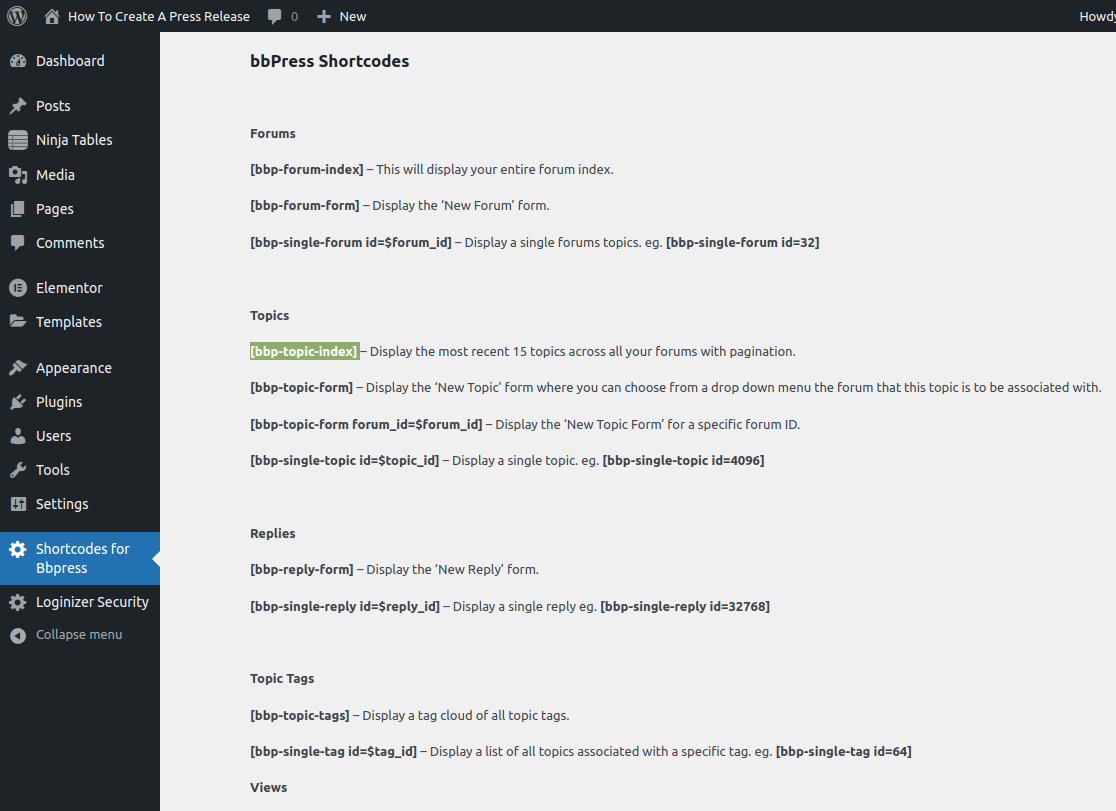 How To Create A Press Release 0 New Howdy
Dashboard
Posts
Ninja Tables
Media
Pages
Comments
Elementor
Templates
Appearance
Plugins
Users
Tools
Settings
Shortcodes for
Bbpress
Loginizer Security
Collapse menu
bbPress Shortcodes
Forums
[bbp-forum-index] – This will display your entire forum index.
[bbp-forum-form] – Display the ‘New Forum’ form.
[bbp-single-forum id=$forum_id] – Display a single forums topics. eg. [bbp-single-forum id=32]
Topics
[bbp-topic-index] – Display the most recent 15 topics across all your forums with pagination.
[bbp-topic-form] – Display the ‘New Topic’ form where you can choose from a drop down menu the forum that this topic is to be associated with.
[bbp-topic-form forum_id=$forum_id] – Display the ‘New Topic Form’ for a specific forum ID.
[bbp-single-topic id=$topic_id] – Display a single topic. eg. [bbp-single-topic id=4096]
Replies
[bbp-reply-form] – Display the ‘New Reply’ form.
[bbp-single-reply id=$reply_id] – Display a single reply eg. [bbp-single-reply id=32768]
Topic Tags
[bbp-topic-tags] – Display a tag cloud of all topic tags.
[bbp-single-tag id=$tag_id] – Display a list of all topics associated with a specific tag. eg. [bbp-single-tag id=64]
Views